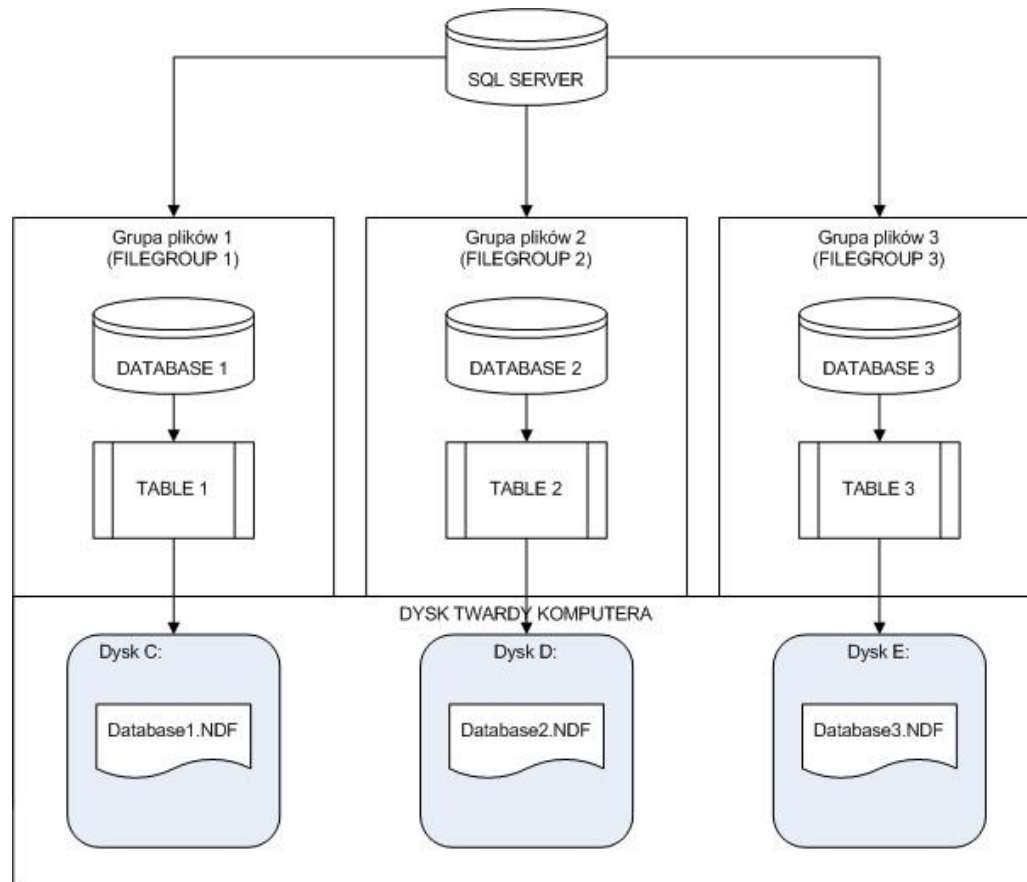 SQL SERVER
Grupa plików 1
(FILEGROUP 1)
Grupa plików 2
(FILEGROUP 2)
Grupa plików 3
(FILEGROUP 3)
DATABASE 1
DATABASE 2
DATABASE 3
TABLE 1
TABLE 2
TABLE 3
DYSK TWARDY KOMPUTERA
Dysk C:
Dysk D:
Dysk E:
Database1.NDF
Database2.NDF
Database3.NDF